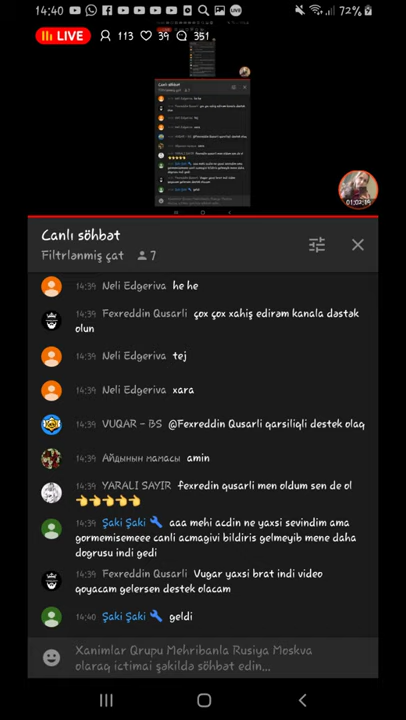 14:40
72%
LIVE 113 39 351
01:02:19
Canlı söhbət
Filtrlənmiş çat 7
14:39 Neli Edgeriva he he
14:39 Fexreddin Qusarli çox çox xahiş edirəm kanala dəstək
olun
14:39 Neli Edgeriva tej
14:39 Neli Edgeriva xara
14:39 VUQAR - BS @Fexreddin Qusarli qarsiliqli destek olaq
14:39 Айдынын мамасы amin
14:39 YARALI SAYIR fexredin qusarli men oldum sen de ol
👈👈👈👈👈
14:39 Şaki Şaki aaa mehi acdin ne yaxsi sevindim ama
gormemisemeee canli acmagivi bildiris gelmeyib mene daha
dogrusu indi gedi
14:39 Fexreddin Qusarli Vugar yaxsi brat indi video
qoyacam gelersen destek olacam
14:40 Şaki Şaki geldi
Xanimlar Qrupu Mehribanla Rusiya Moskva
olaraq ictimai şəkildə söhbət edin...